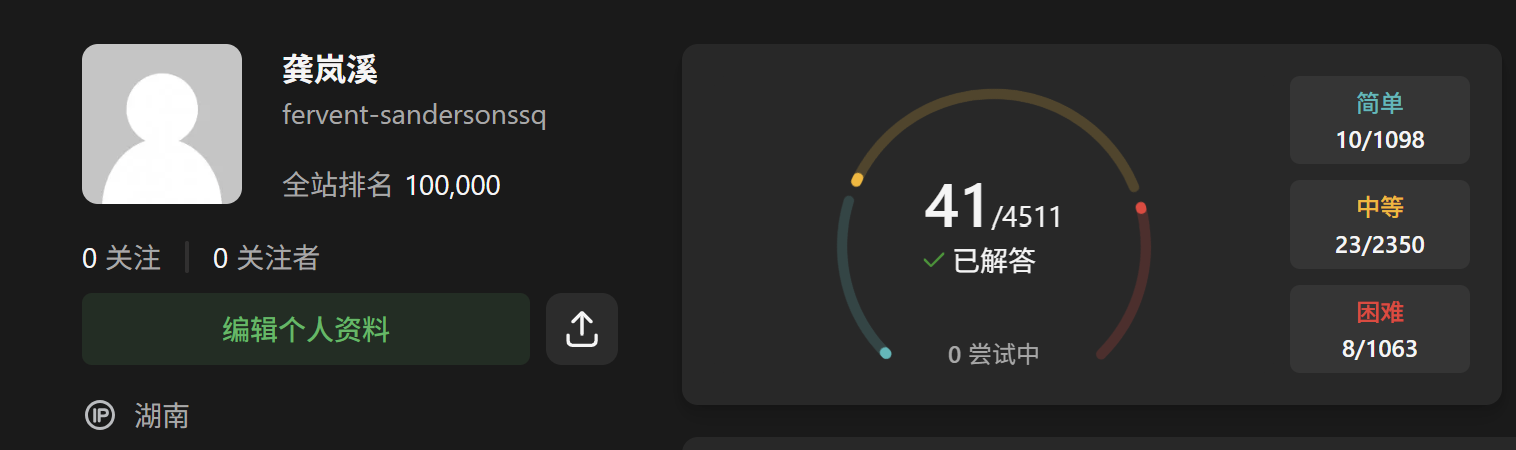 龚岚溪
fervent-sandersonssq
全站排名 100,000
0 关注
0 关注者
编辑个人资料
IP 湖南
41/4511
已解答
0 尝试中
简单
10/1098
中等
23/2350
困难
8/1063